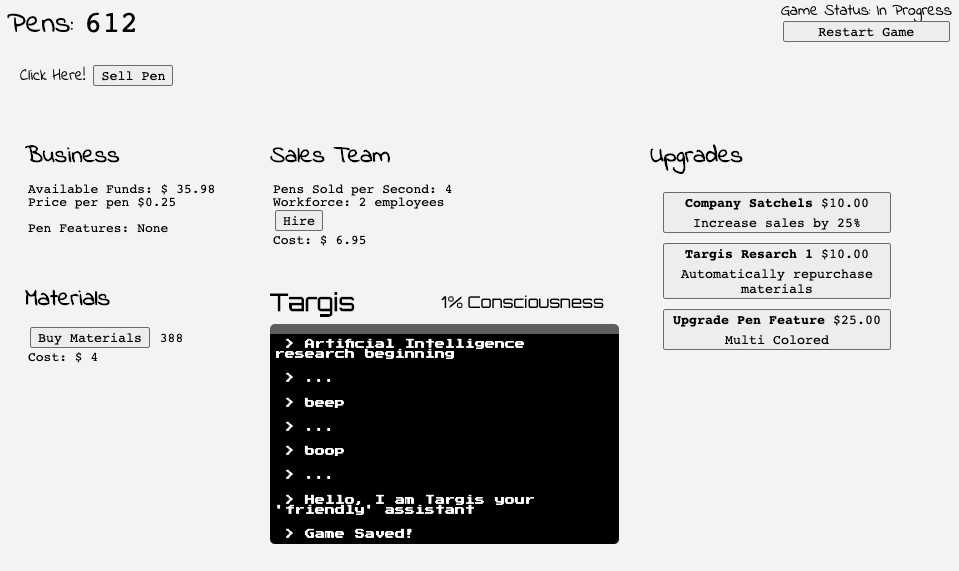 Pens: 612
Game Status: In Progress
Restart Game
Click Here! Sell Pen
Business
Available Funds: $ 35.98
Price per pen $0.25
Pen Features: None
Materials
Buy Materials 388
Cost: $ 4
Sales Team
Pens Sold per Second: 4
Workforce: 2 employees
Hire
Cost: $ 6.95
Targis 1% Consciousness
> Artificial Intelligence
research beginning
> ...
> beep
> ...
> boop
> ...
> Hello, I am Targis your
'friendly' assistant
> Game Saved!
Upgrades
Company Satchels $10.00
Increase sales by 25%
Targis Resarch 1 $10.00
Automatically repurchase
materials
Upgrade Pen Feature $25.00
Multi Colored